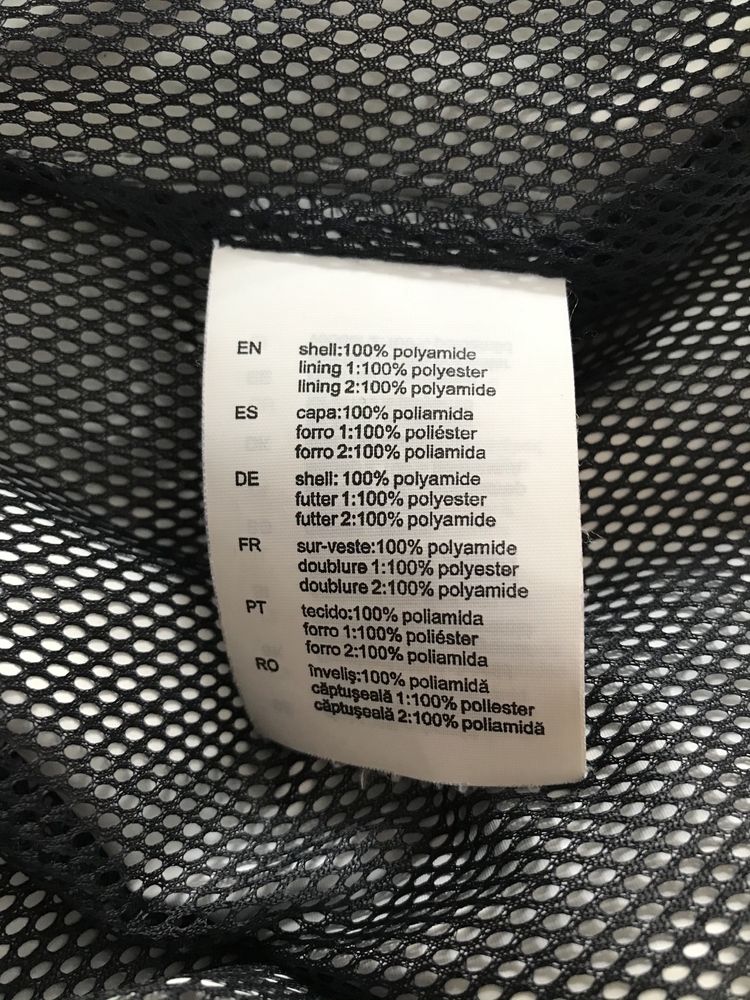 EN shell:100% polyamide
lining 1:100% polyester
lining 2:100% polyamide
ES capa:100% poliamida
forro 1:100% poliéster
forro 2:100% poliamida
DE shell: 100% polyamide
futter 1:100% polyester
futter 2:100% polyamide
FR sur-veste:100% polyamide
doublure 1:100% polyester
doublure 2:100% polyamide
PT tecido:100% poliamida
forro 1:100% poliéster
forro 2:100% poliamida
RO înveliş:100% poliamidă
căptuşeală 1:100% poliester
căptuşeală 2:100% poliamidă